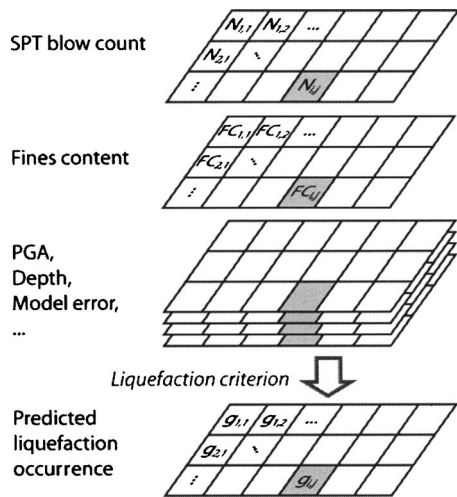 SPT blow count
N1,1 N1,2 ...
N2,1 ⋱
⋮ Ni,j
Fines content
FC1,1 FC1,2 ...
FC2,1 ⋱
⋮ FCi,j
PGA,
Depth,
Model error,
...
Liquefaction criterion
Predicted
liquefaction
occurrence
g1,1 g1,2 ...
g2,1 ⋱
⋮ gi,j